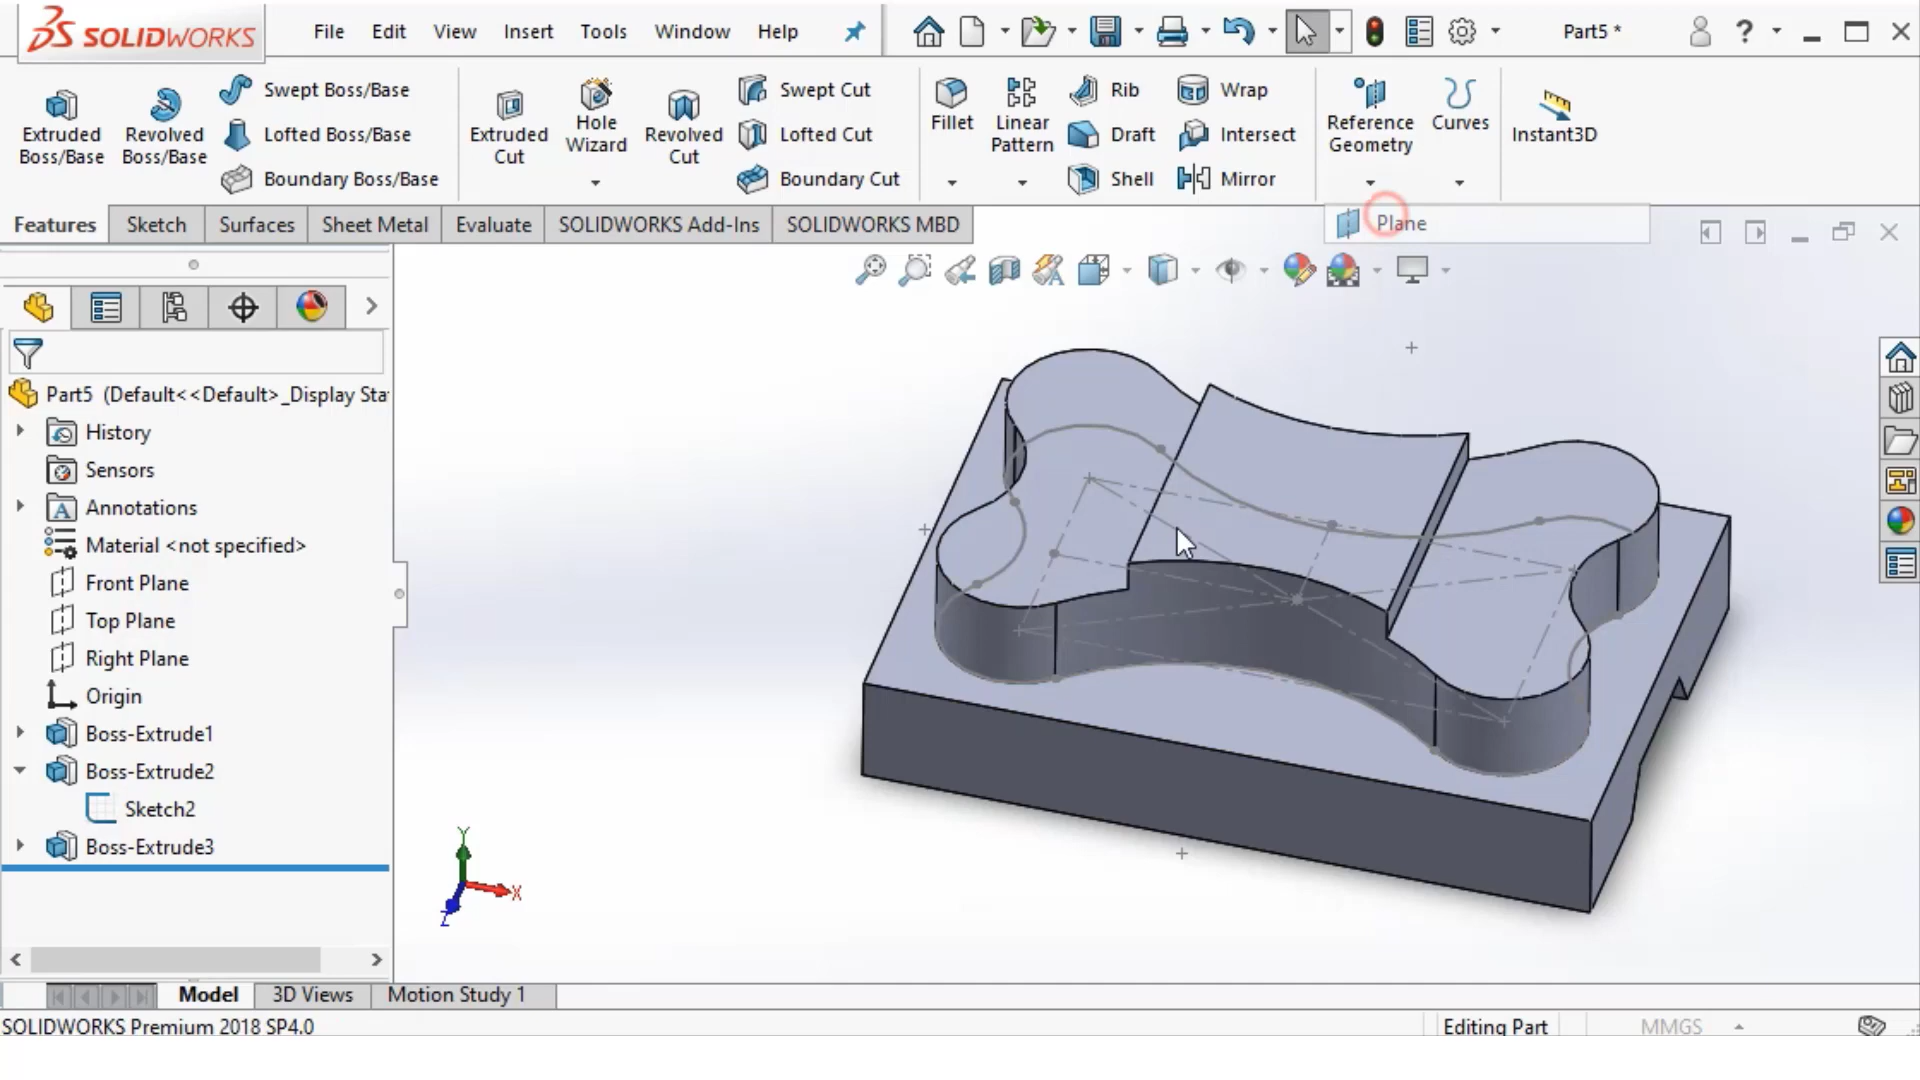 SOLIDWORKS File Edit View Insert Tools Window Help Part5 * ?
Extruded Boss/Base
Revolved Boss/Base
Swept Boss/Base
Lofted Boss/Base
Boundary Boss/Base
Extruded Cut
Hole Wizard
Revolved Cut
Swept Cut
Lofted Cut
Boundary Cut
Fillet
Linear Pattern
Rib
Draft
Shell
Wrap
Intersect
Mirror
Reference Geometry
Curves
Instant3D
Features Sketch Surfaces Sheet Metal Evaluate SOLIDWORKS Add-Ins SOLIDWORKS MBD
Plane
Part5 (Default<<Default>_Display Sta
History
Sensors
Annotations
Material <not specified>
Front Plane
Top Plane
Right Plane
Origin
Boss-Extrude1
Boss-Extrude2
Sketch2
Boss-Extrude3
Y
X
Z
Model 3D Views Motion Study 1
SOLIDWORKS Premium 2018 SP4.0 Editing Part MMGS